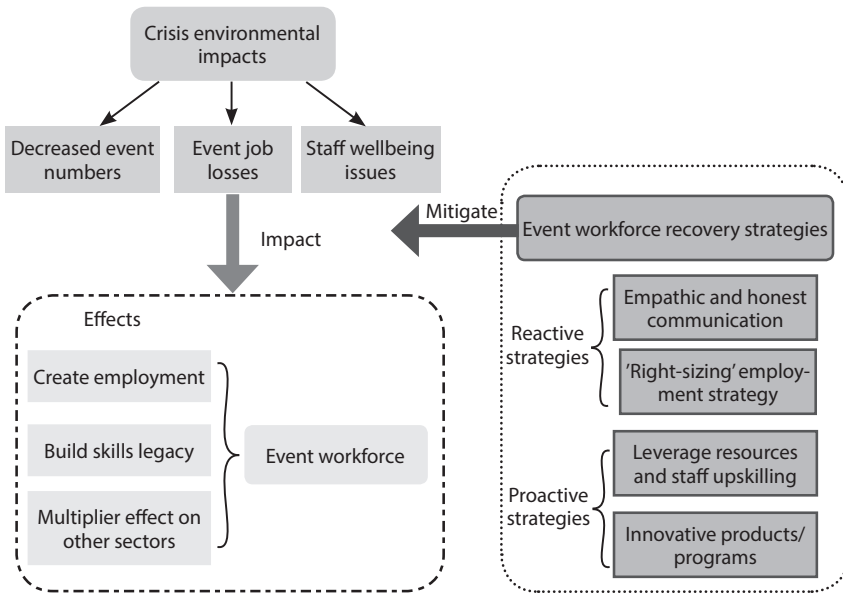 Crisis environmental
impacts
Decreased event
numbers
Event job
losses
Staff wellbeing
issues
Impact
Mitigate
Event workforce recovery strategies
Reactive
strategies
Empathic and honest
communication
'Right-sizing' employ-
ment strategy
Proactive
strategies
Leverage resources
and staff upskilling
Innovative products/
programs
Effects
Create employment
Build skills legacy
Multiplier effect on
other sectors
Event workforce